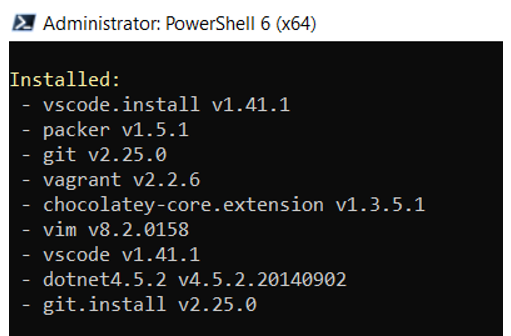 Administrator: PowerShell 6 (x64)
Installed:
- vscode.install v1.41.1
- packer v1.5.1
- git v2.25.0
- vagrant v2.2.6
- chocolatey-core.extension v1.3.5.1
- vim v8.2.0158
- vscode v1.41.1
- dotnet4.5.2 v4.5.2.20140902
- git.install v2.25.0